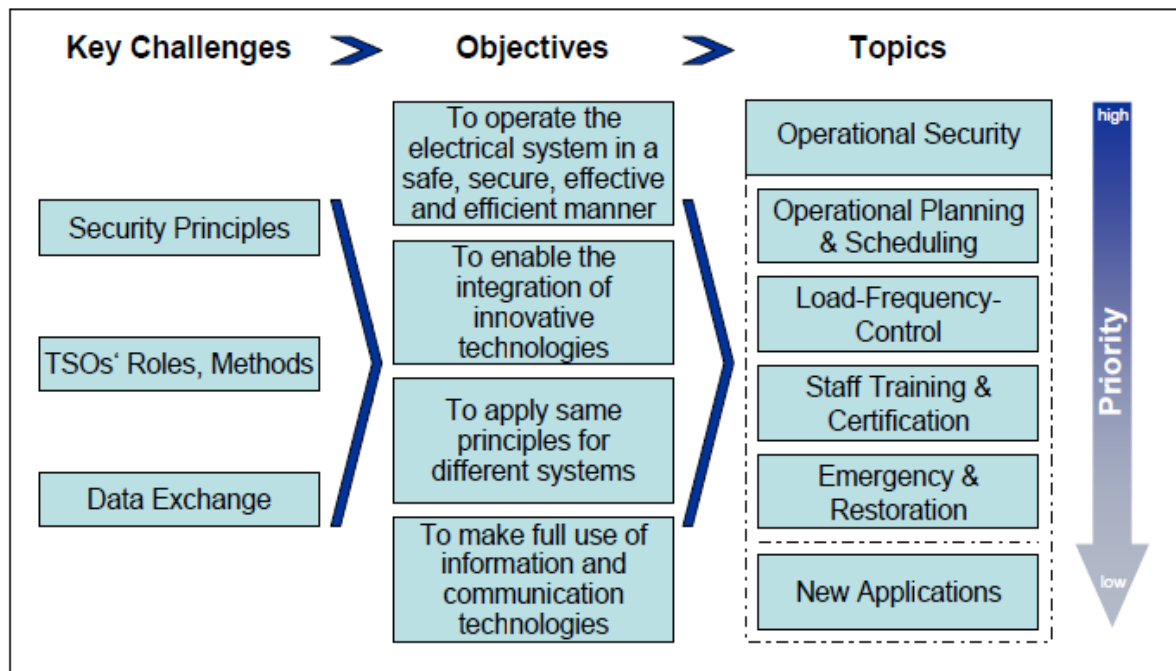 Key Challenges
Objectives
Topics
Security Principles
TSOs‘ Roles, Methods
Data Exchange
To operate the
electrical system in a
safe, secure, effective
and efficient manner
To enable the
integration of
innovative
technologies
To apply same
principles for
different systems
To make full use of
information and
communication
technologies
Operational Security
Operational Planning
& Scheduling
Load-Frequency-
Control
Staff Training &
Certification
Emergency &
Restoration
New Applications
high
Priority
low